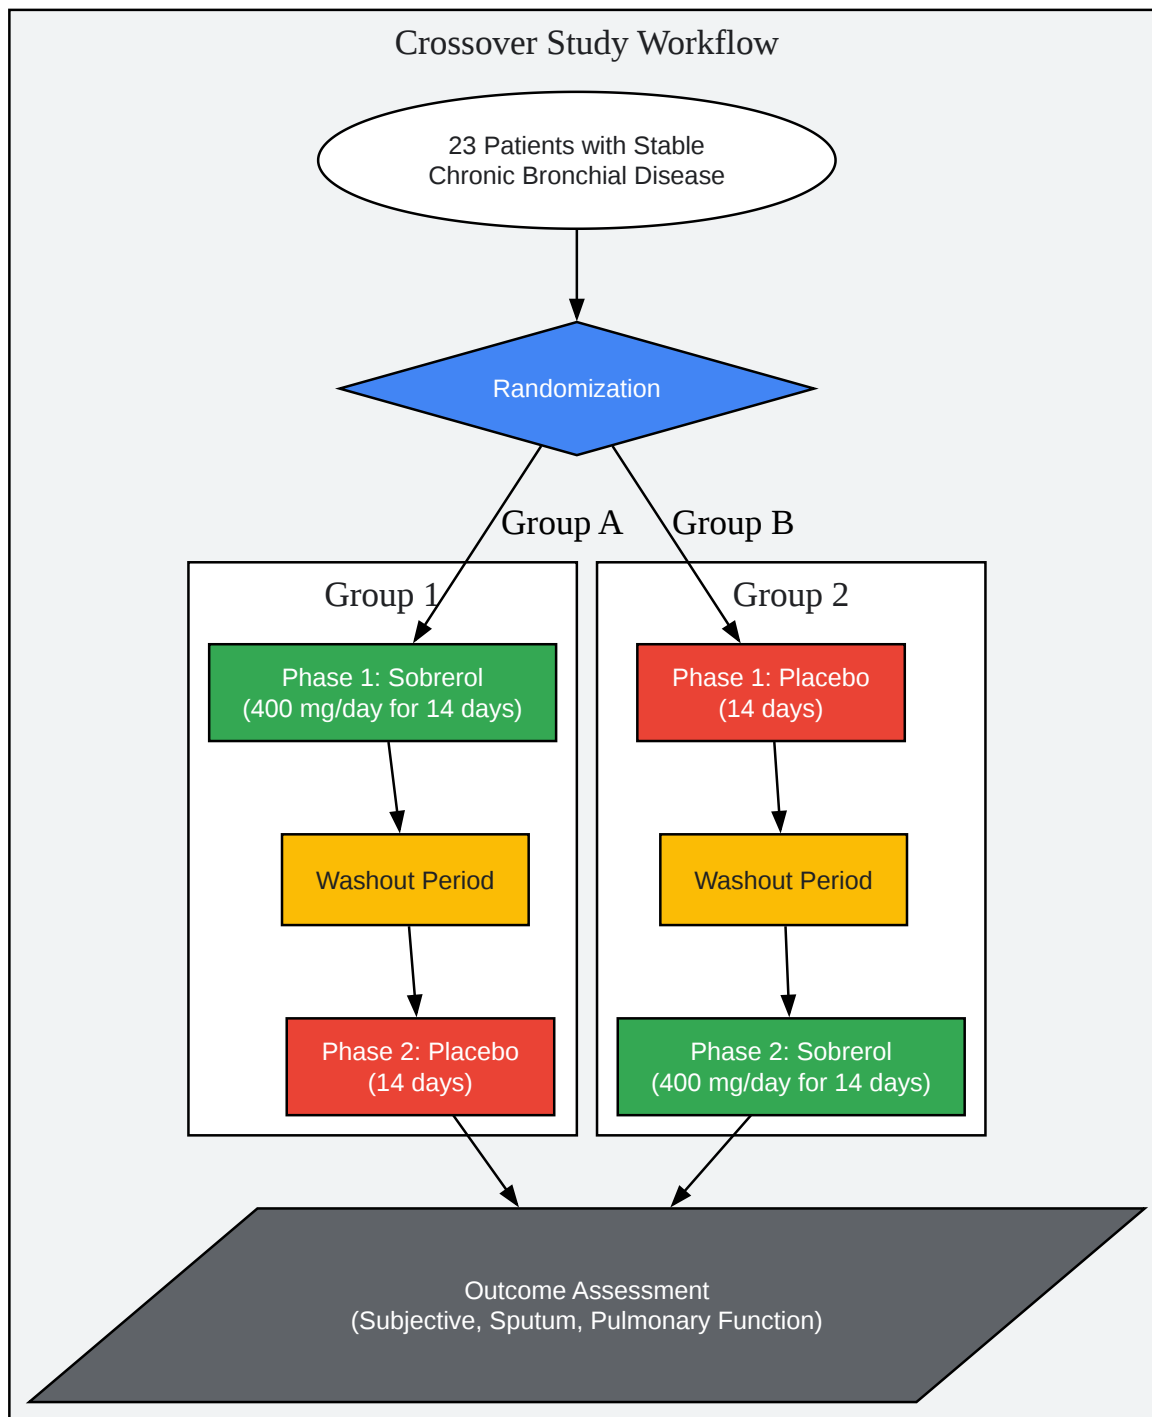 Crossover Study Workflow
23 Patients with Stable
Chronic Bronchial Disease
Randomization
Group A
Group B
Group 1
Group 2
Phase 1: Sobrerol
(400 mg/day for 14 days)
Phase 1: Placebo
(14 days)
Washout Period
Washout Period
Phase 2: Placebo
(14 days)
Phase 2: Sobrerol
(400 mg/day for 14 days)
Outcome Assessment
(Subjective, Sputum, Pulmonary Function)